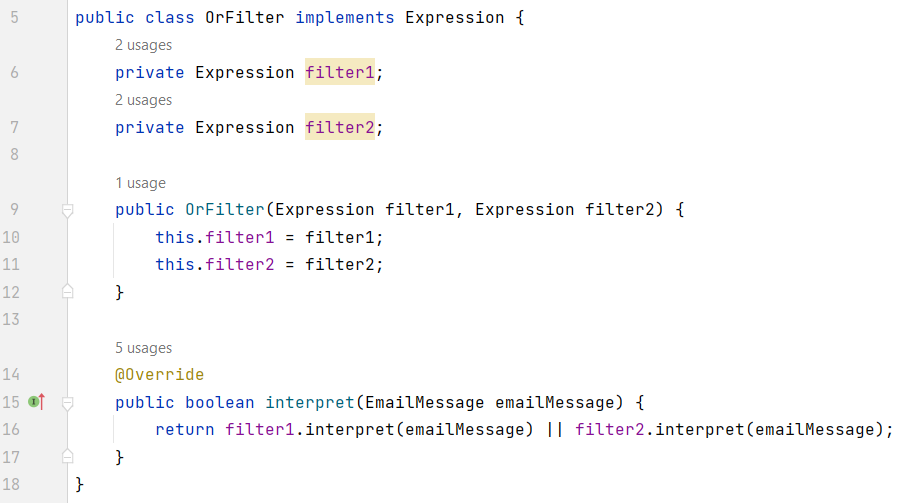 5 public class OrFilter implements Expression {
2 usages
6 private Expression filter1;
2 usages
7 private Expression filter2;
8
1 usage
9 public OrFilter(Expression filter1, Expression filter2) {
10 this.filter1 = filter1;
11 this.filter2 = filter2;
12 }
13
5 usages
14 @Override
15 public boolean interpret(EmailMessage emailMessage) {
16 return filter1.interpret(emailMessage) || filter2.interpret(emailMessage);
17 }
18 }